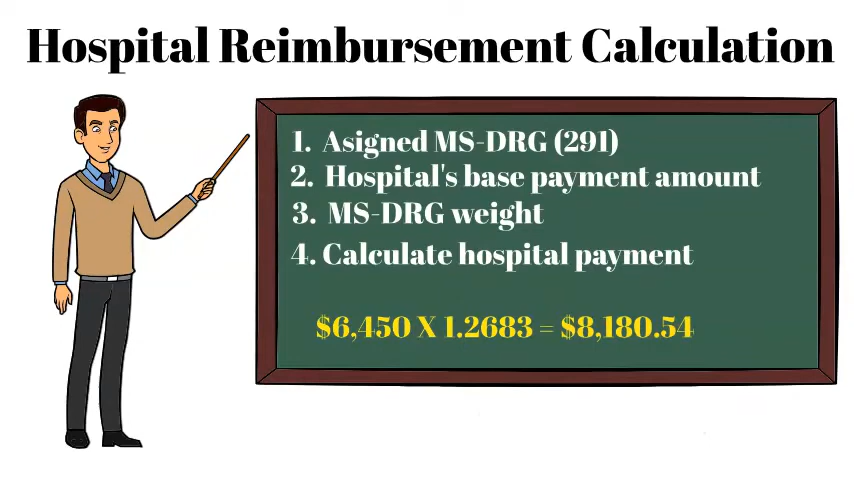 Hospital Reimbursement Calculation
1. Asigned MS-DRG (291)
2. Hospital's base payment amount
3. MS-DRG weight
4. Calculate hospital payment
$6,450 X 1.2683 = $8,180.54